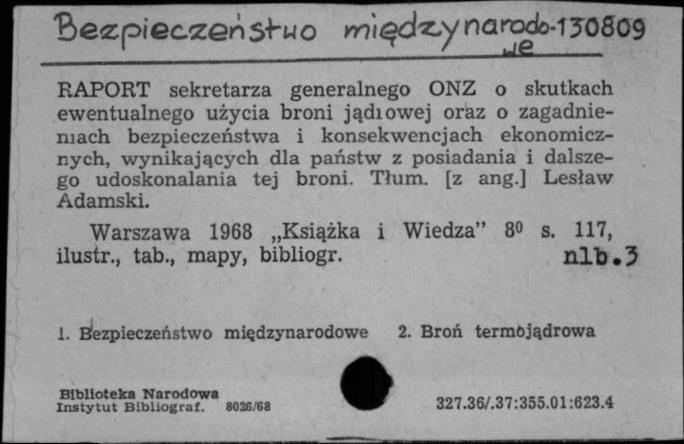 Bezpieczeństwo międzynarodo-130809
we
RAPORT sekretarza generalnego ONZ o skutkach
ewentualnego użycia broni jądrowej oraz o zagadnie-
niach bezpieczeństwa i konsekwencjach ekonomicz-
nych, wynikających dla państw z posiadania i dalsze-
go udoskonalania tej broni. Tłum. [z ang.] Lesław
Adamski.
Warszawa 1968 „Książka i Wiedza” 8⁰ s. 117,
ilustr., tab., mapy, bibliogr. nlb.3
1. Bezpieczeństwo międzynarodowe 2. Broń termojądrowa
Biblioteka Narodowa
Instytut Bibliograf. 8026/68 327.36/.37:355.01:623.4